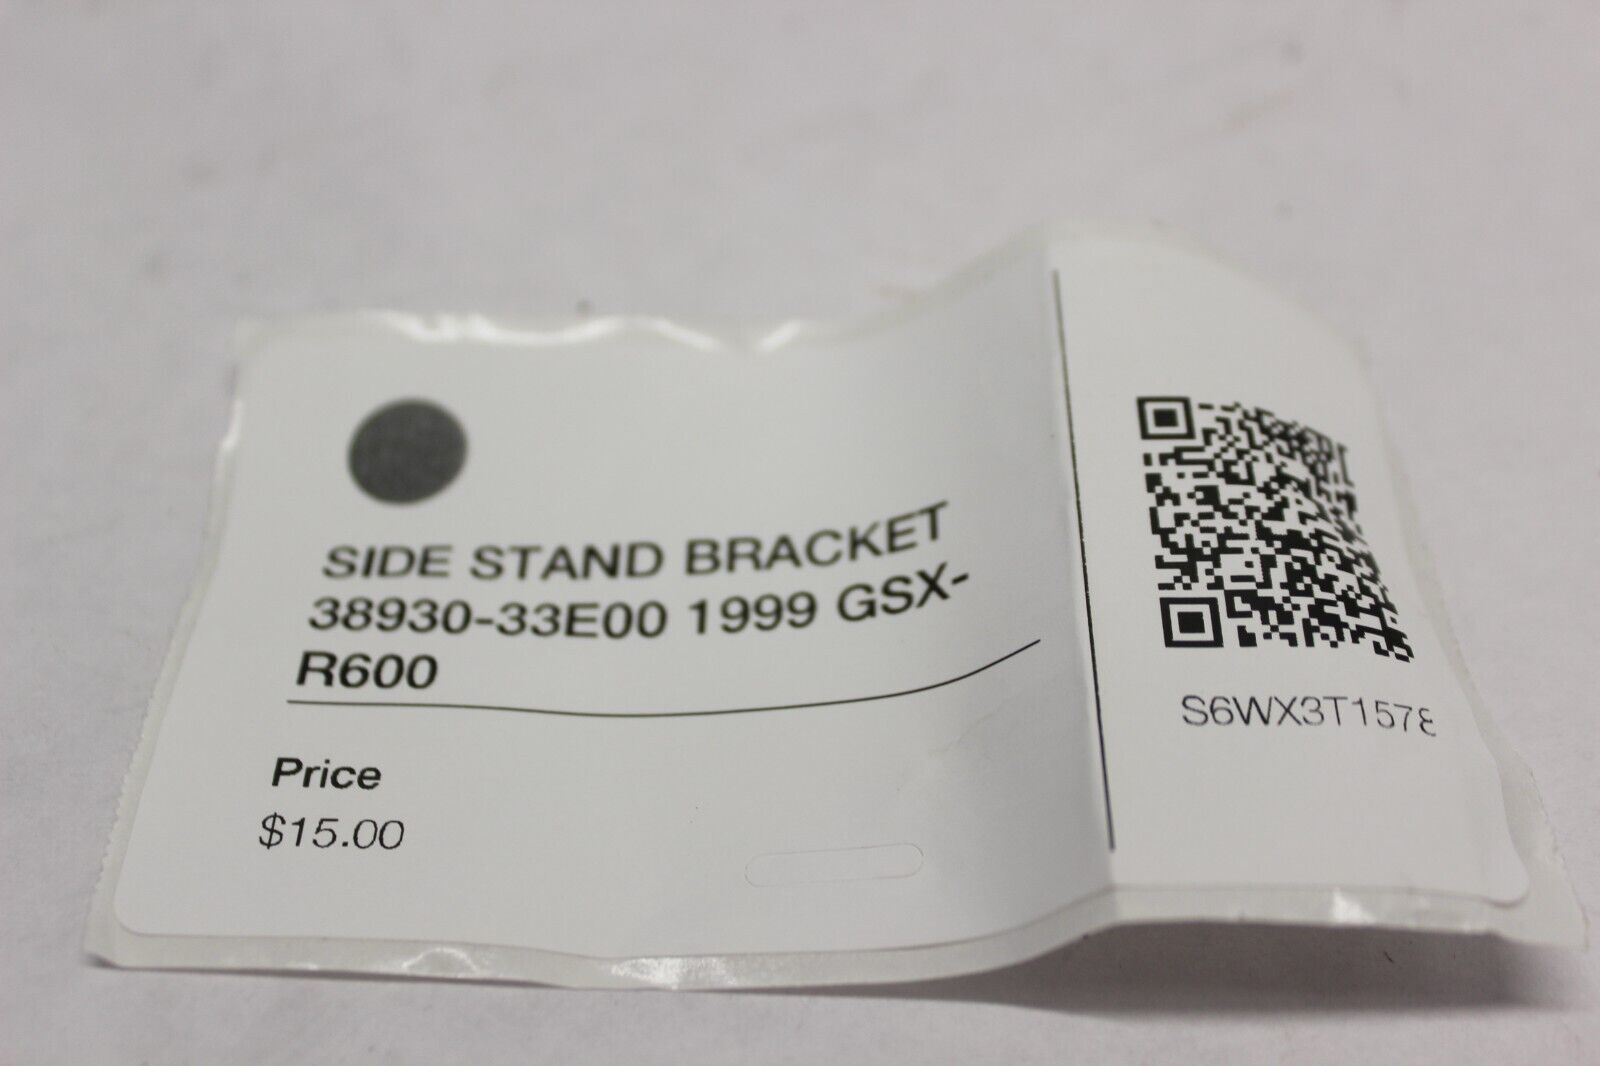 SIDE STAND BRACKET
38930-33E00 1999 GSX-
R600
Price
$15.00
S6WX3T1578